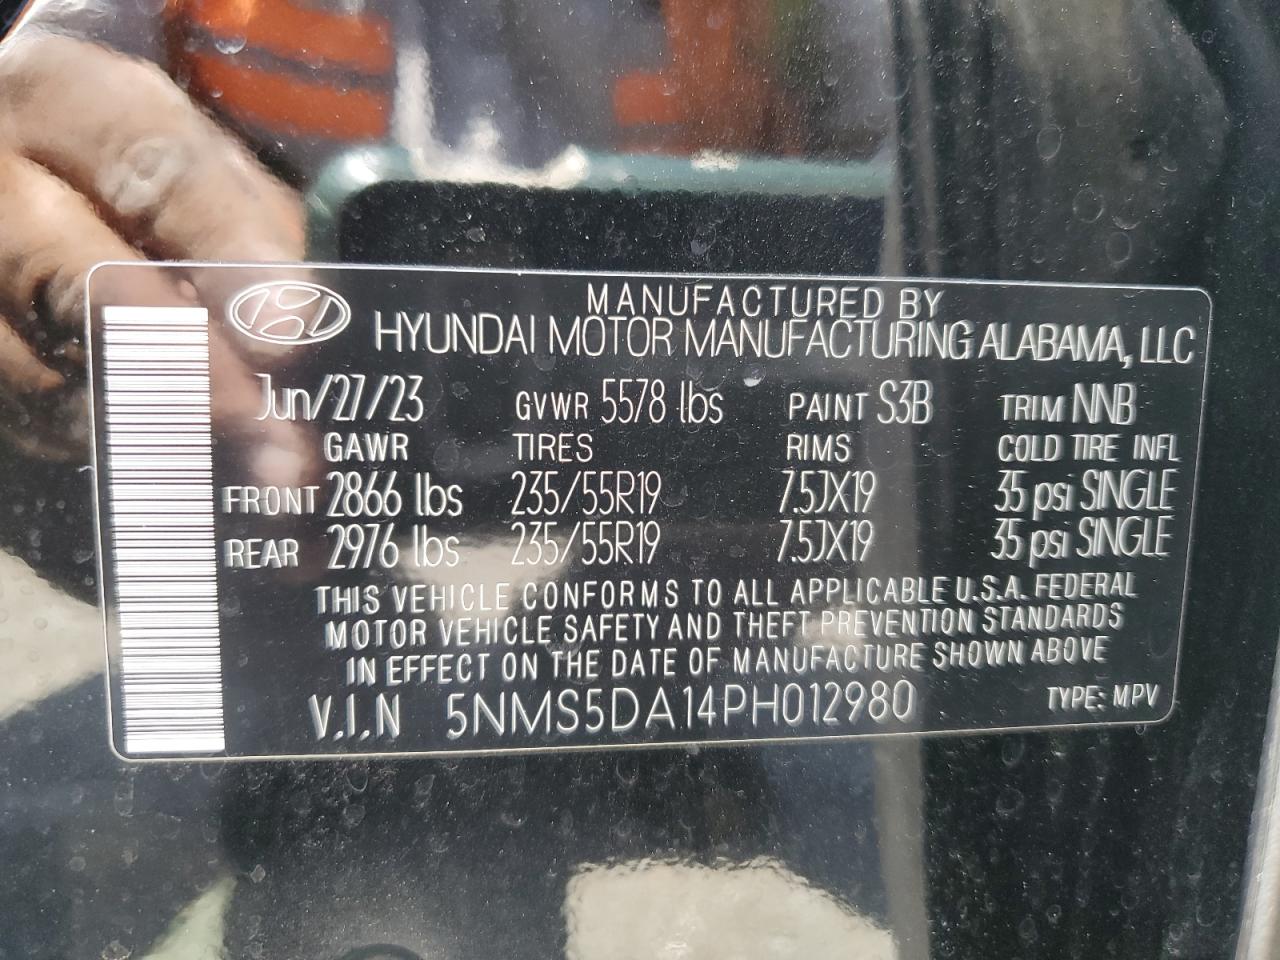 MANUFACTURED BY
HYUNDAI MOTOR MANUFACTURING ALABAMA, LLC
Jun/27/23 GVWR 5578 lbs PAINT S3B TRIM NNB
GAWR TIRES RIMS COLD TIRE INFL
FRONT 2866 lbs 235/55R19 7.5JX19 35 psi SINGLE
REAR 2976 lbs 235/55R19 7.5JX19 35 psi SINGLE
THIS VEHICLE CONFORMS TO ALL APPLICABLE U.S.A. FEDERAL
MOTOR VEHICLE SAFETY AND THEFT PREVENTION STANDARDS
IN EFFECT ON THE DATE OF MANUFACTURE SHOWN ABOVE
V.I.N 5NMS5DA14PH012980 TYPE: MPV